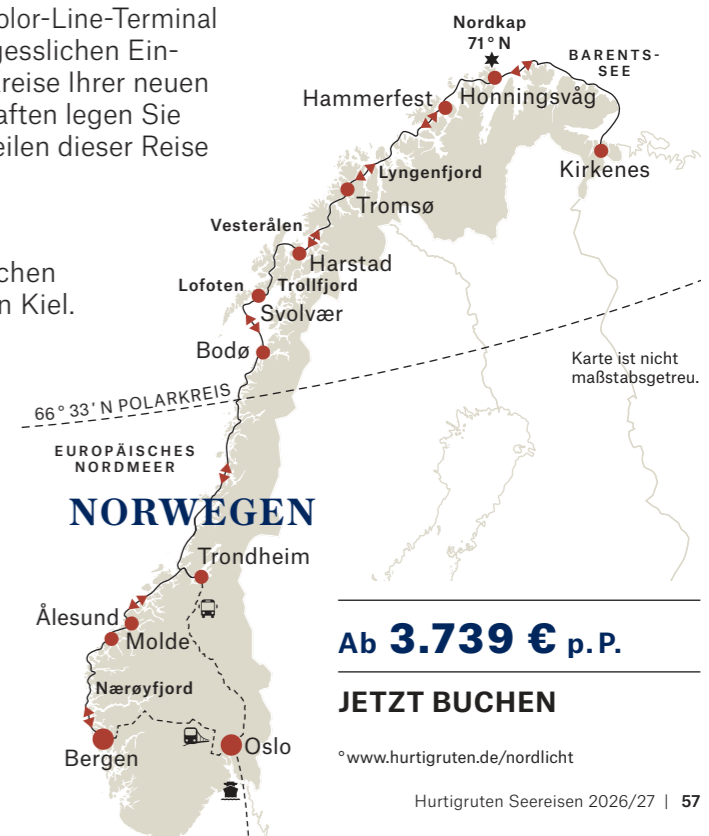 olor-Line-Terminal
gesslichen Ein-
kreise Ihrer neuen
aften legen Sie
eilen dieser Reise
chen
n Kiel.
Nordkap
71° N
BARENTS-
SEE
Hammerfest
Honningsvåg
Kirkenes
Lyngenfjord
Tromsø
Vesterålen
Harstad
Lofoten
Trollfjord
Svolvær
Bodø
Karte ist nicht
maßstabsgetreu.
66° 33' N POLARKREIS
EUROPÄISCHES
NORDMEER
NORWEGEN
Trondheim
Ålesund
Molde
Nærøyfjord
Bergen
Oslo
Ab 3.739 € p. P.
JETZT BUCHEN
°www.hurtigruten.de/nordlicht
Hurtigruten Seereisen 2026/27 | 57